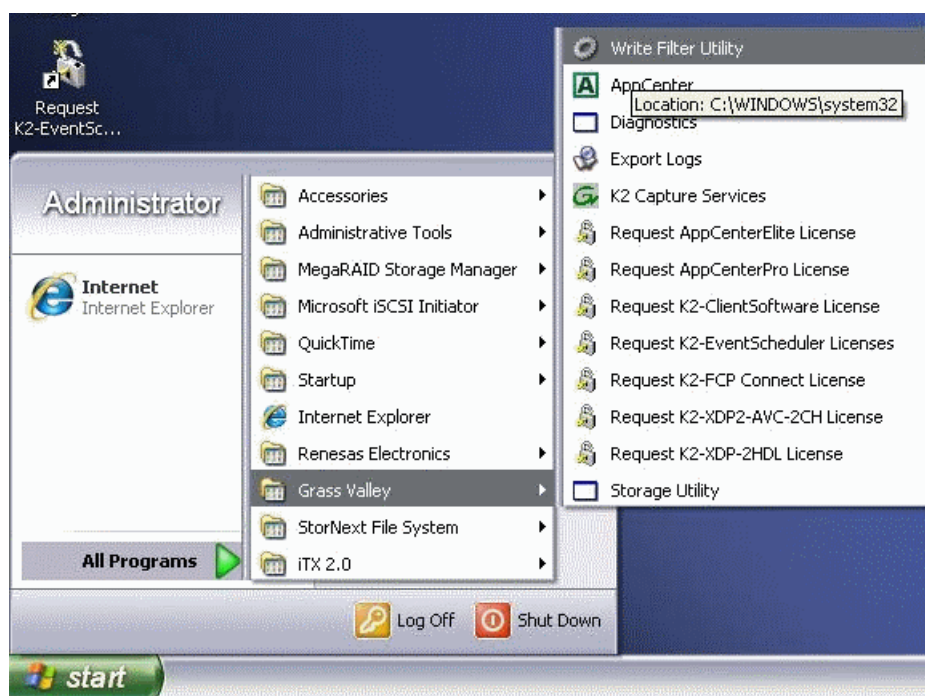 Request
K2-EventSc...
Administrator
Internet
Internet Explorer
All Programs
Accessories
Administrative Tools
MegaRAID Storage Manager
Microsoft iSCSI Initiator
QuickTime
Startup
Internet Explorer
Renesas Electronics
Grass Valley
StorNext File System
iTX 2.0
Write Filter Utility
AppCenter
Location: C:\WINDOWS\system32
Diagnostics
Export Logs
K2 Capture Services
Request AppCenterElite License
Request AppCenterPro License
Request K2-ClientSoftware License
Request K2-EventScheduler Licenses
Request K2-FCP Connect License
Request K2-XDP2-AVC-2CH License
Request K2-XDP-2HDL License
Storage Utility
Log Off
Shut Down
start